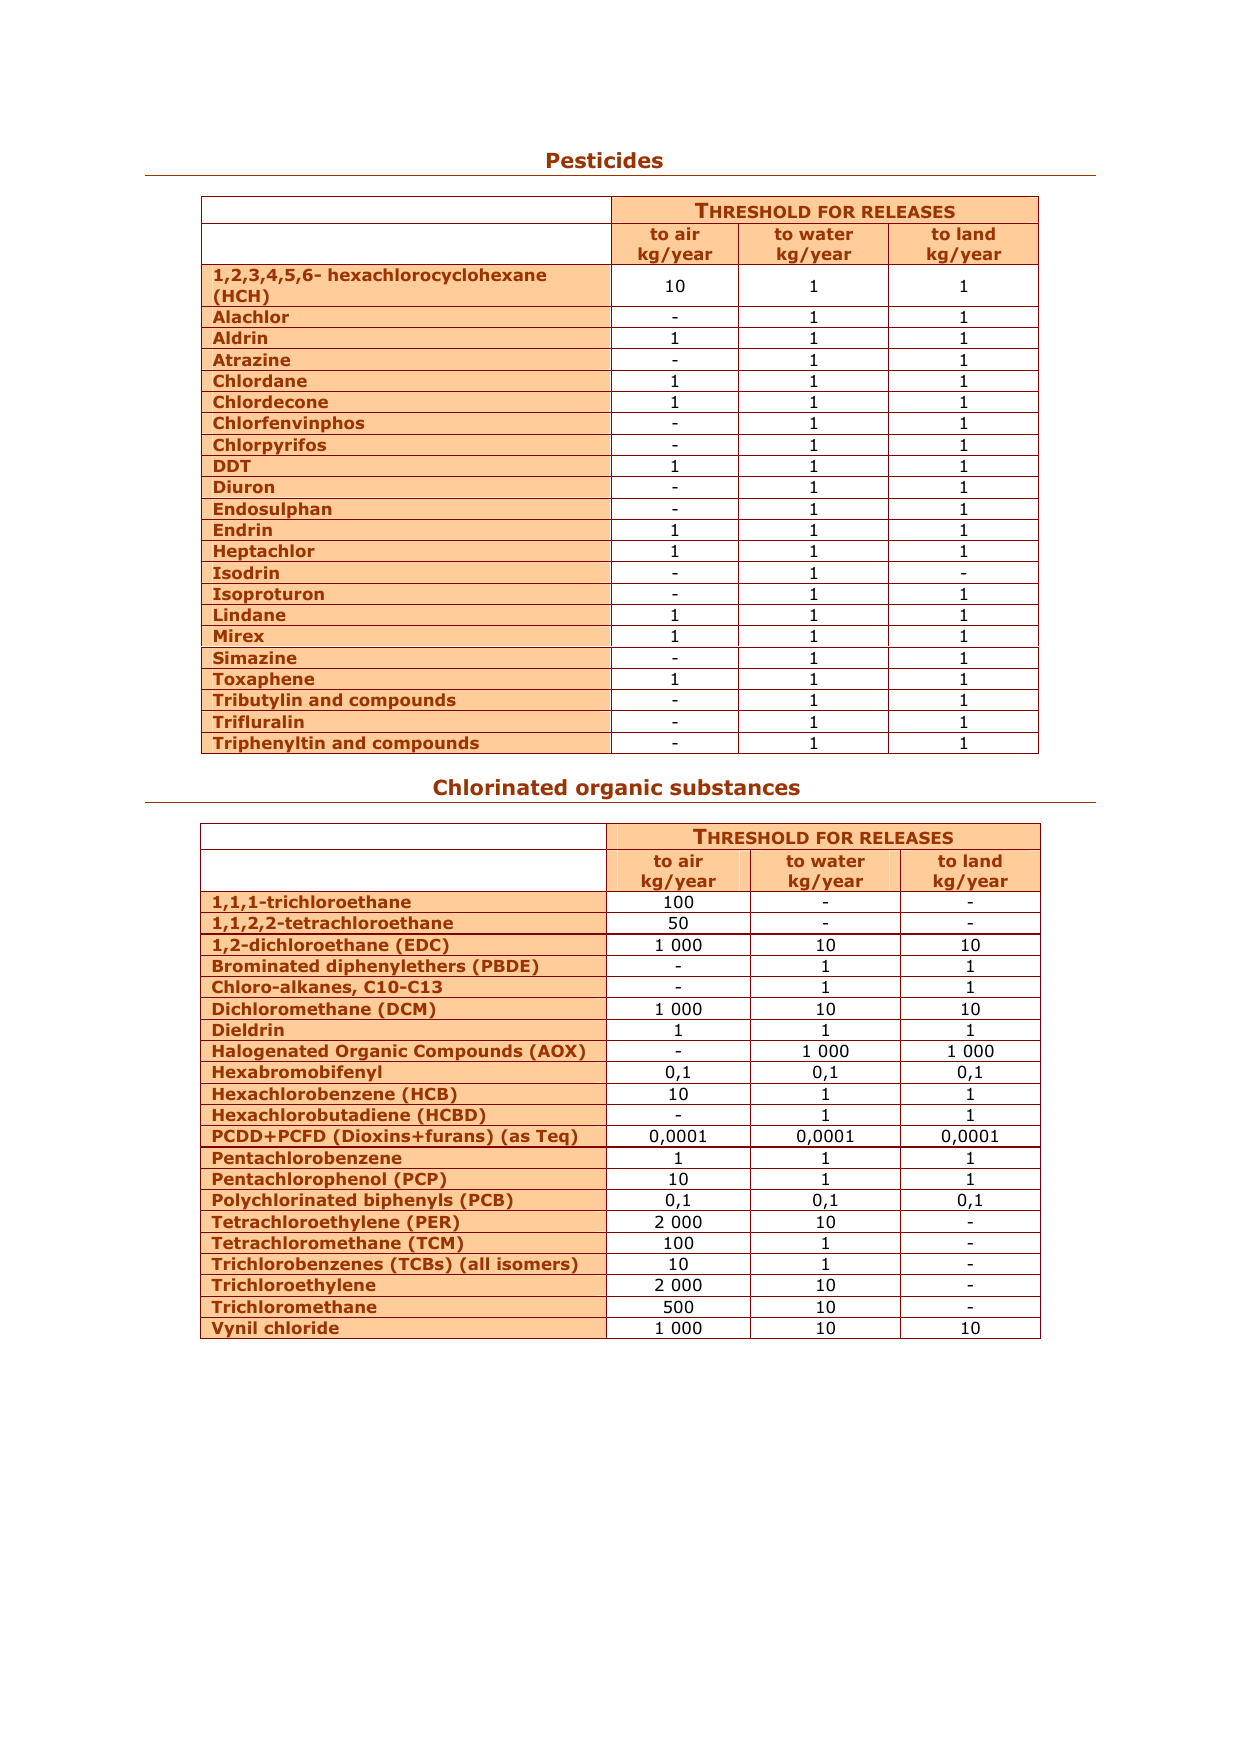 Pesticides
THRESHOLD FOR RELEASES
to air kg/year to water kg/year to land kg/year
1,2,3,4,5,6- hexachlorocyclohexane (HCH) 10 1 1
Alachlor - 1 1
Aldrin 1 1 1
Atrazine - 1 1
Chlordane 1 1 1
Chlordecone 1 1 1
Chlorfenvinphos - 1 1
Chlorpyrifos - 1 1
DDT 1 1 1
Diuron - 1 1
Endosulphan - 1 1
Endrin 1 1 1
Heptachlor 1 1 1
Isodrin - 1 -
Isoproturon - 1 1
Lindane 1 1 1
Mirex 1 1 1
Simazine - 1 1
Toxaphene 1 1 1
Tributylin and compounds - 1 1
Trifluralin - 1 1
Triphenyltin and compounds - 1 1
Chlorinated organic substances
THRESHOLD FOR RELEASES
to air kg/year to water kg/year to land kg/year
1,1,1-trichloroethane 100 - -
1,1,2,2-tetrachloroethane 50 - -
1,2-dichloroethane (EDC) 1 000 10 10
Brominated diphenylethers (PBDE) - 1 1
Chloro-alkanes, C10-C13 - 1 1
Dichloromethane (DCM) 1 000 10 10
Dieldrin 1 1 1
Halogenated Organic Compounds (AOX) - 1 000 1 000
Hexabromobifenyl 0,1 0,1 0,1
Hexachlorobenzene (HCB) 10 1 1
Hexachlorobutadiene (HCBD) - 1 1
PCDD+PCFD (Dioxins+furans) (as Teq) 0,0001 0,0001 0,0001
Pentachlorobenzene 1 1 1
Pentachlorophenol (PCP) 10 1 1
Polychlorinated biphenyls (PCB) 0,1 0,1 0,1
Tetrachloroethylene (PER) 2 000 10 -
Tetrachloromethane (TCM) 100 1 -
Trichlorobenzenes (TCBs) (all isomers) 10 1 -
Trichloroethylene 2 000 10 -
Trichloromethane 500 10 -
Vynil chloride 1 000 10 10